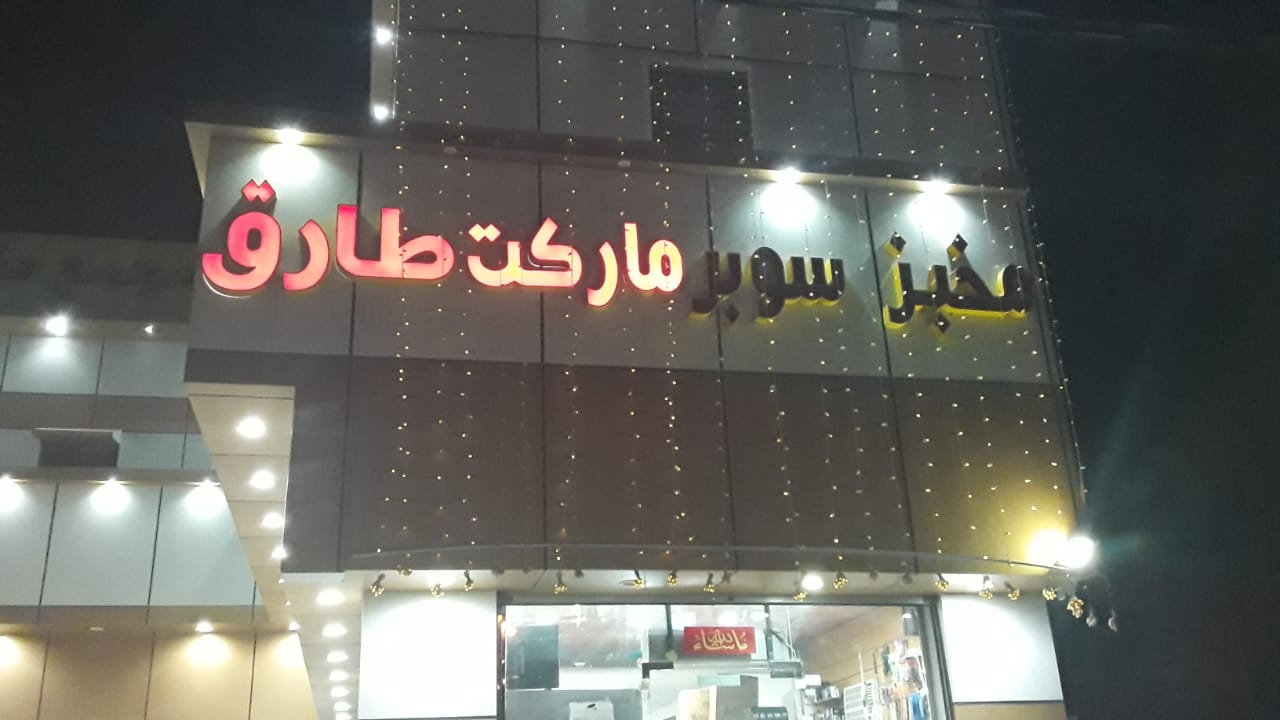 مخبز سوبر ماركت طارق
ما شاء الله